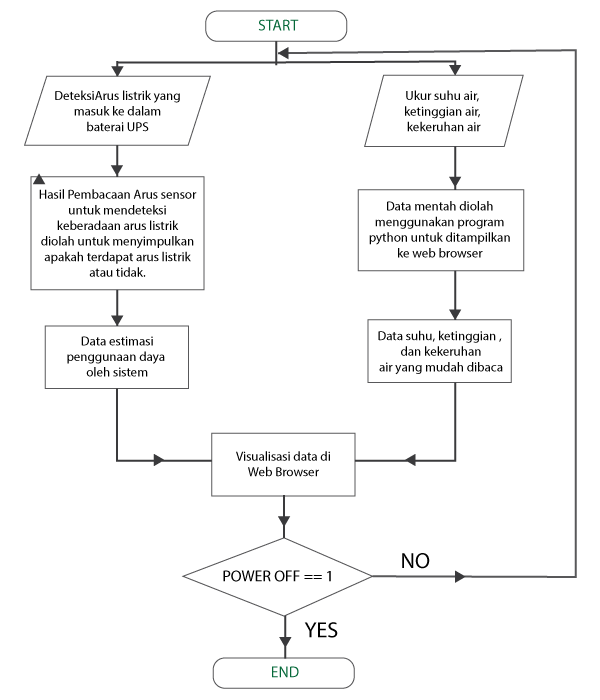 START
DeteksiArus listrik yang
masuk ke dalam
baterai UPS
Ukur suhu air,
ketinggian air,
kekeruhan air
Hasil Pembacaan Arus sensor
untuk mendeteksi
keberadaan arus listrik
diolah untuk menyimpulkan
apakah terdapat arus listrik
atau tidak.
Data mentah diolah
menggunakan program
python untuk ditampilkan
ke web browser
Data estimasi
penggunaan daya
oleh sistem
Data suhu, ketinggian ,
dan kekeruhan
air yang mudah dibaca
Visualisasi data di
Web Browser
POWER OFF == 1
NO
YES
END